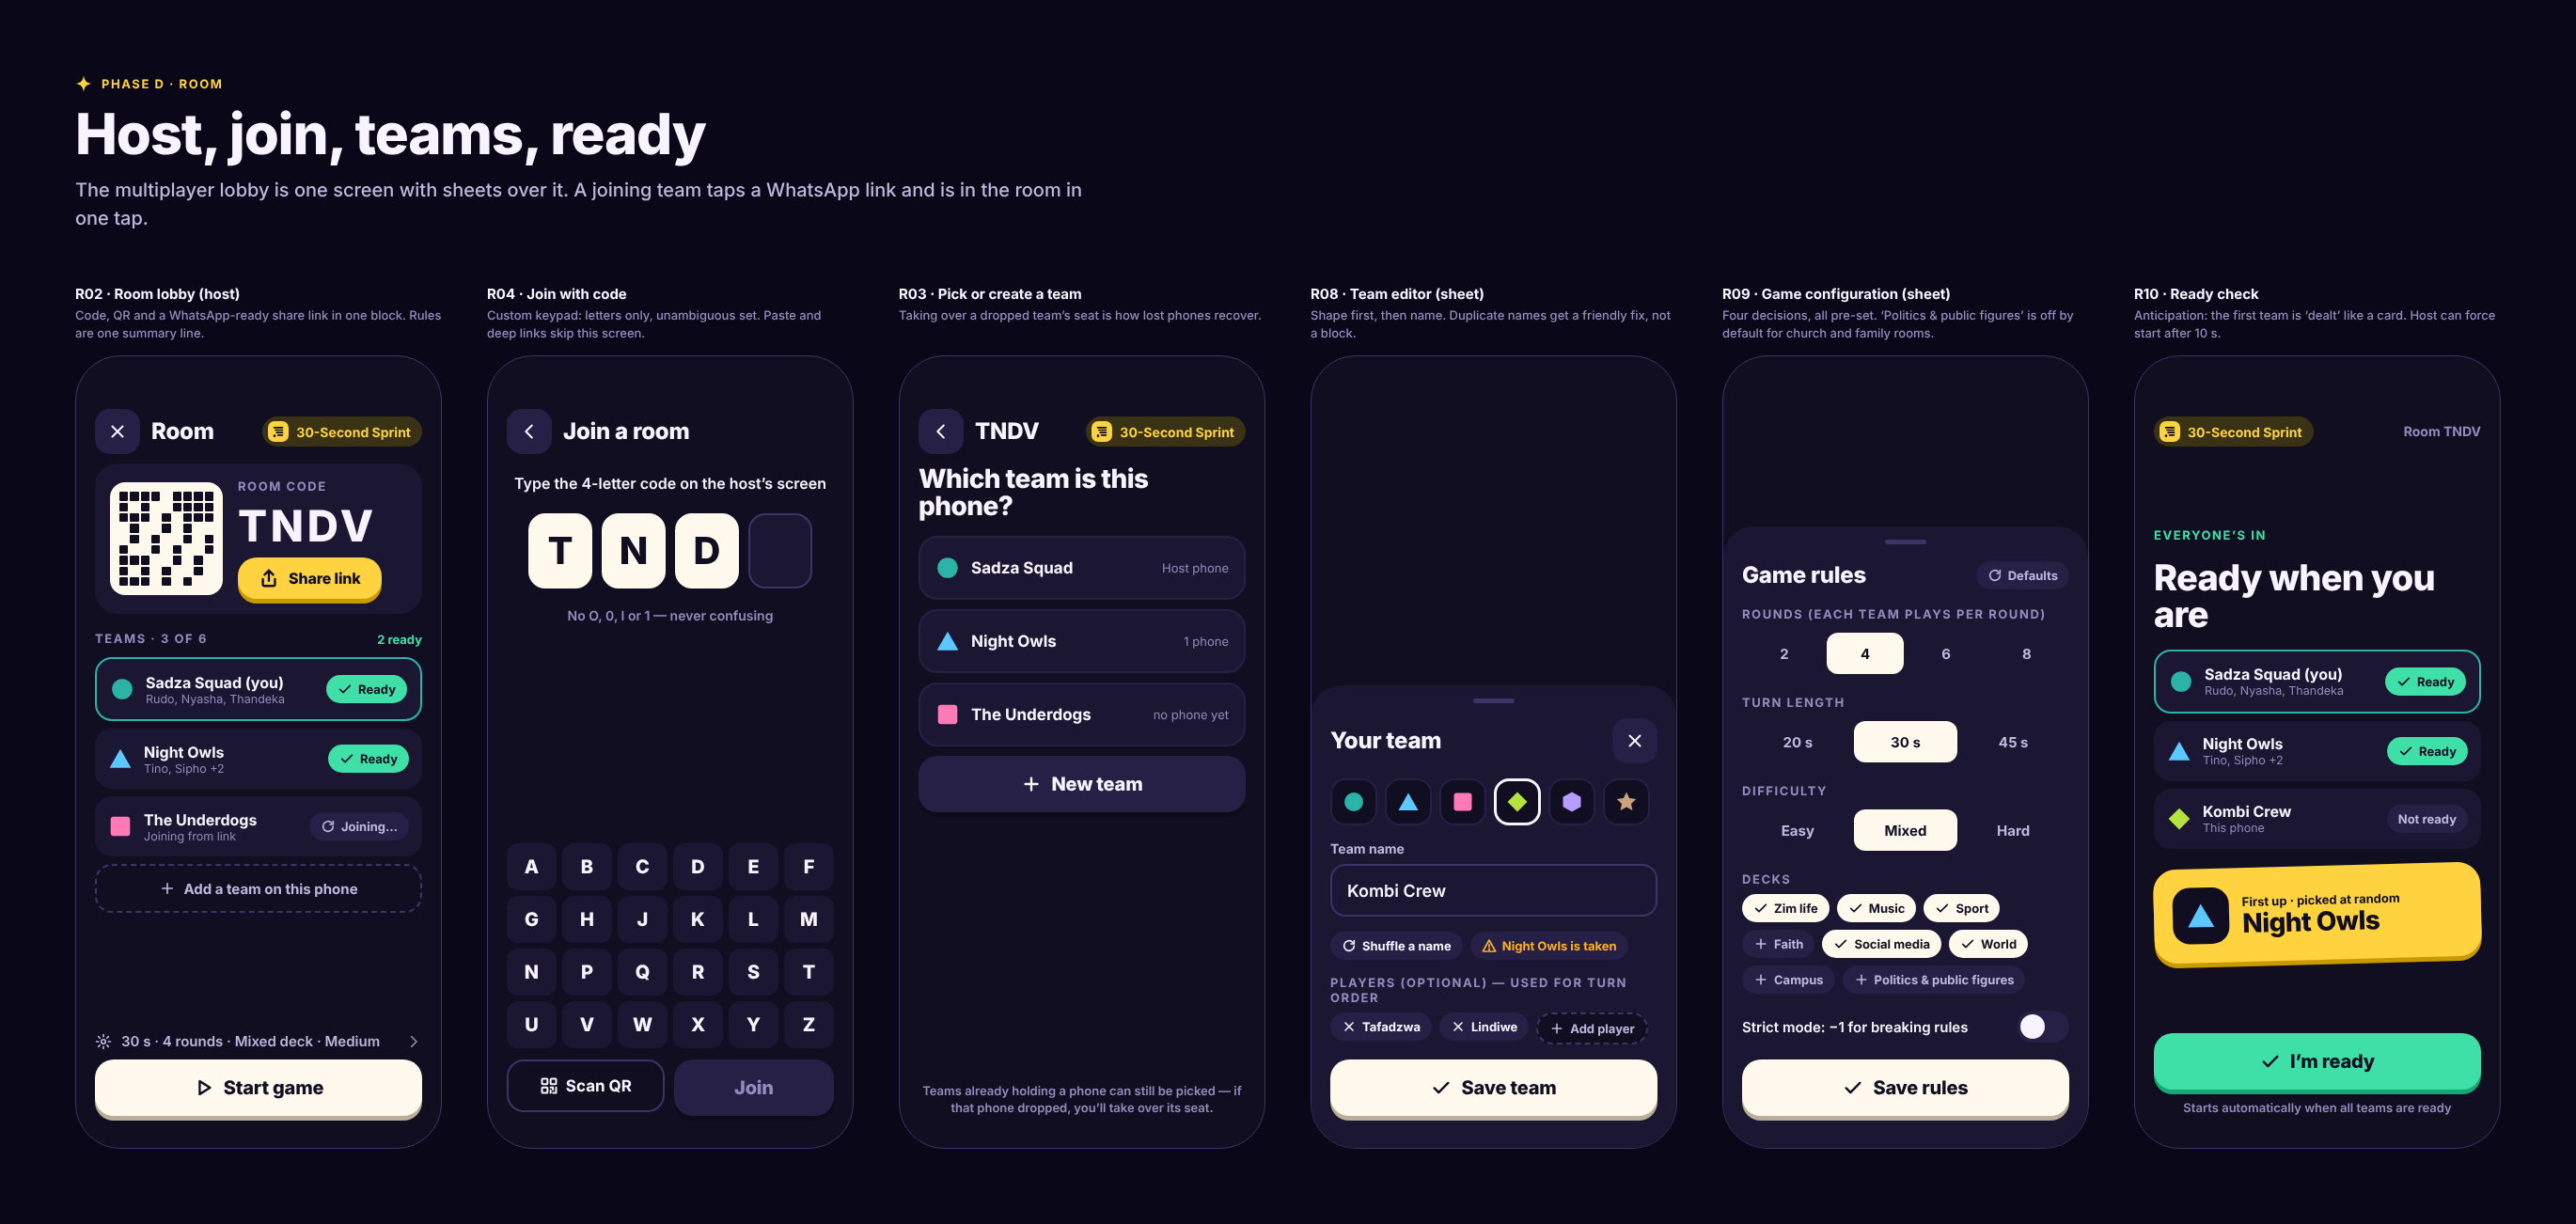 PHASE D · ROOM
Host, join, teams, ready
The multiplayer lobby is one screen with sheets over it. A joining team taps a WhatsApp link and is in the room in
one tap.
R02 · Room lobby (host)
Code, QR and a WhatsApp-ready share link in one block. Rules
are one summary line.
Room
30-Second Sprint
ROOM CODE
TNDV
Share link
TEAMS · 3 OF 6
2 ready
Sadza Squad (you)
Rudo, Nyasha, Thandeka
Ready
Night Owls
Tino, Sipho +2
Ready
The Underdogs
Joining from link
Joining…
Add a team on this phone
30 s · 4 rounds · Mixed deck · Medium
Start game
R04 · Join with code
Custom keypad: letters only, unambiguous set. Paste and
deep links skip this screen.
Join a room
Type the 4-letter code on the host’s screen
T N D
No O, 0, I or 1 — never confusing
A B C D E F
G H J K L M
N P Q R S T
U V W X Y Z
Scan QR
Join
R03 · Pick or create a team
Taking over a dropped team’s seat is how lost phones recover.
TNDV
30-Second Sprint
Which team is this
phone?
Sadza Squad
Host phone
Night Owls
1 phone
The Underdogs
no phone yet
New team
Teams already holding a phone can still be picked — if
that phone dropped, you’ll take over its seat.
R08 · Team editor (sheet)
Shape first, then name. Duplicate names get a friendly fix, not
a block.
Your team
Team name
Kombi Crew
Shuffle a name
Night Owls is taken
PLAYERS (OPTIONAL) — USED FOR TURN
ORDER
Tafadzwa
Lindiwe
Add player
Save team
R09 · Game configuration (sheet)
Four decisions, all pre-set. ‘Politics & public figures’ is off by
default for church and family rooms.
Game rules
Defaults
ROUNDS (EACH TEAM PLAYS PER ROUND)
2 4 6 8
TURN LENGTH
20 s 30 s 45 s
DIFFICULTY
Easy Mixed Hard
DECKS
Zim life Music Sport
Faith Social media World
Campus Politics & public figures
Strict mode: −1 for breaking rules
Save rules
R10 · Ready check
Anticipation: the first team is ‘dealt’ like a card. Host can force
start after 10 s.
30-Second Sprint
Room TNDV
EVERYONE’S IN
Ready when you
are
Sadza Squad (you)
Rudo, Nyasha, Thandeka
Ready
Night Owls
Tino, Sipho +2
Ready
Kombi Crew
This phone
Not ready
First up · picked at random
Night Owls
I’m ready
Starts automatically when all teams are ready